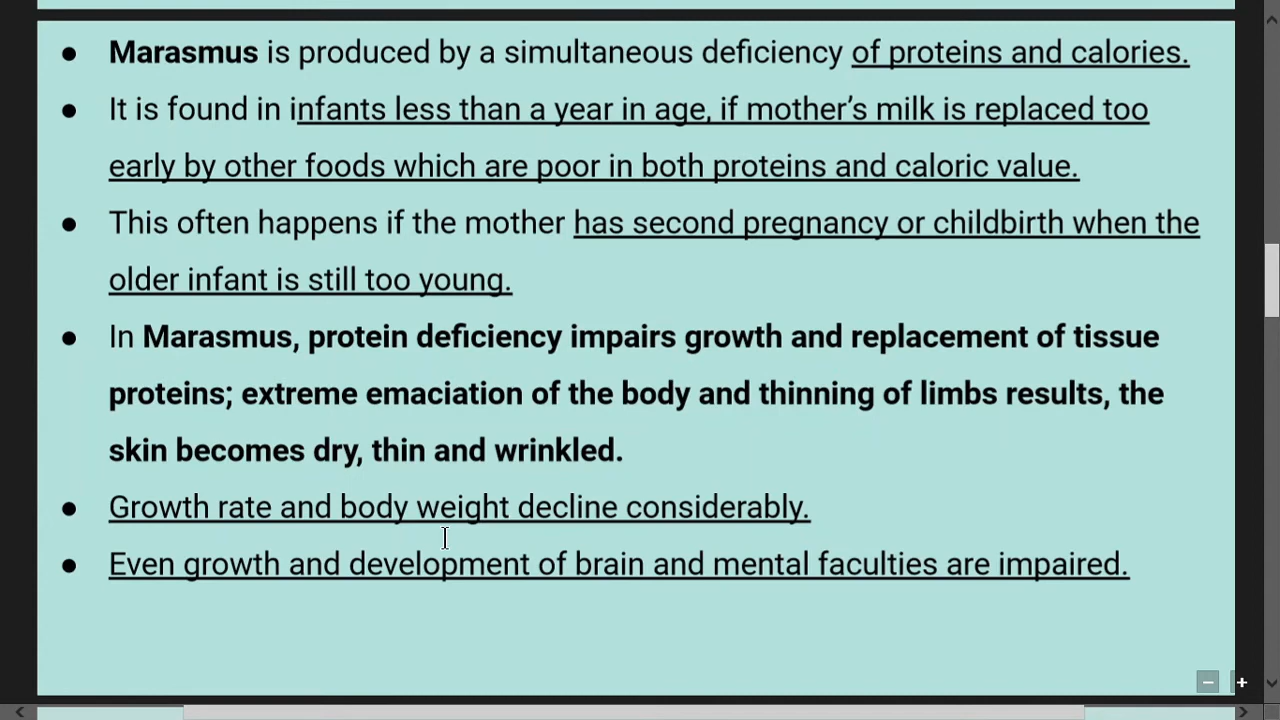 ● Marasmus is produced by a simultaneous deficiency of proteins and calories.
● It is found in infants less than a year in age, if mother’s milk is replaced too
early by other foods which are poor in both proteins and caloric value.
● This often happens if the mother has second pregnancy or childbirth when the
older infant is still too young.
● In Marasmus, protein deficiency impairs growth and replacement of tissue
proteins; extreme emaciation of the body and thinning of limbs results, the
skin becomes dry, thin and wrinkled.
● Growth rate and body weight decline considerably.
● Even growth and development of brain and mental faculties are impaired.